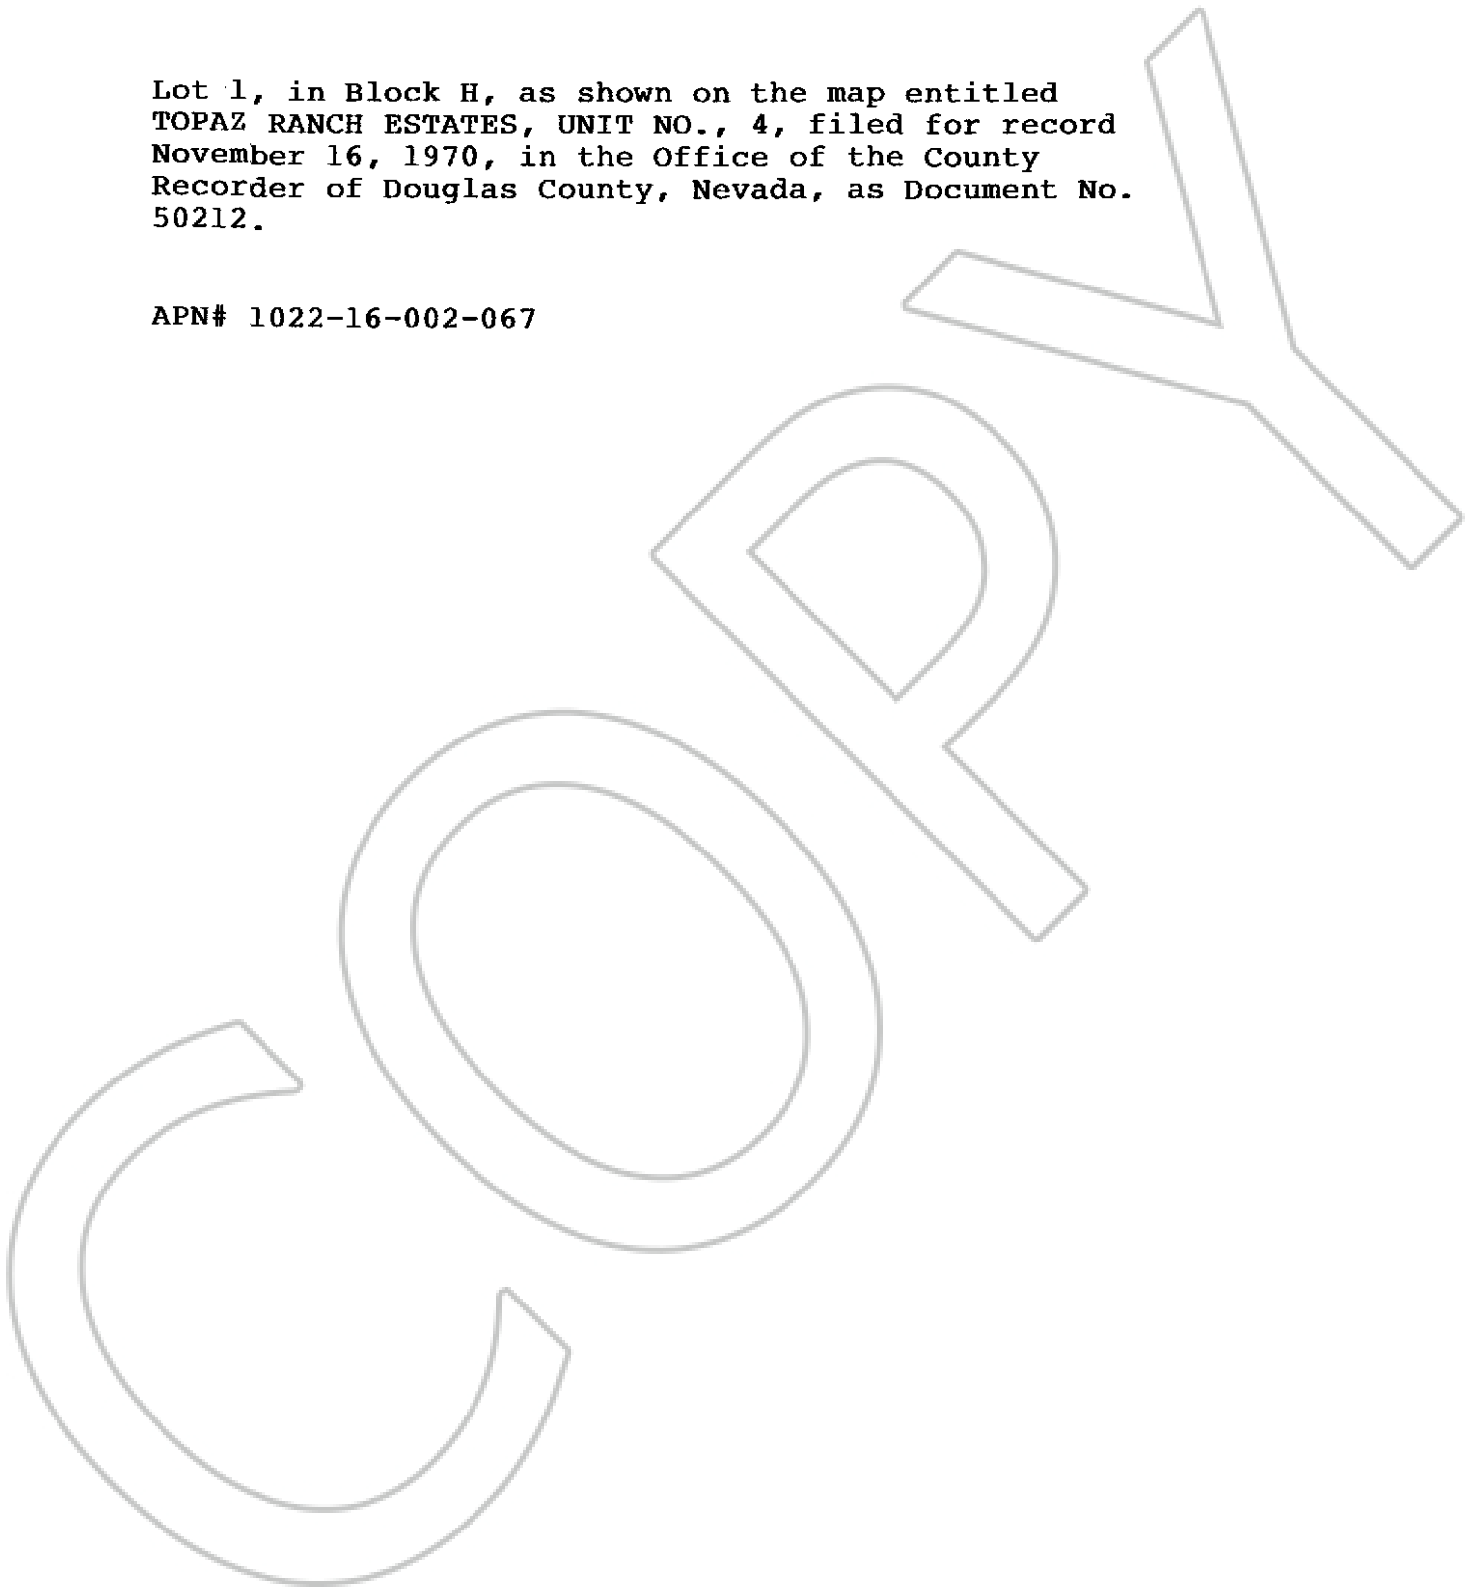 Lot 1, in Block H, as shown on the map entitled
TOPAZ RANCH ESTATES, UNIT NO., 4, filed for record
November 16, 1970, in the Office of the County
Recorder of Douglas County, Nevada, as Document No.
50212.
APN# 1022-16-002-067
COPY